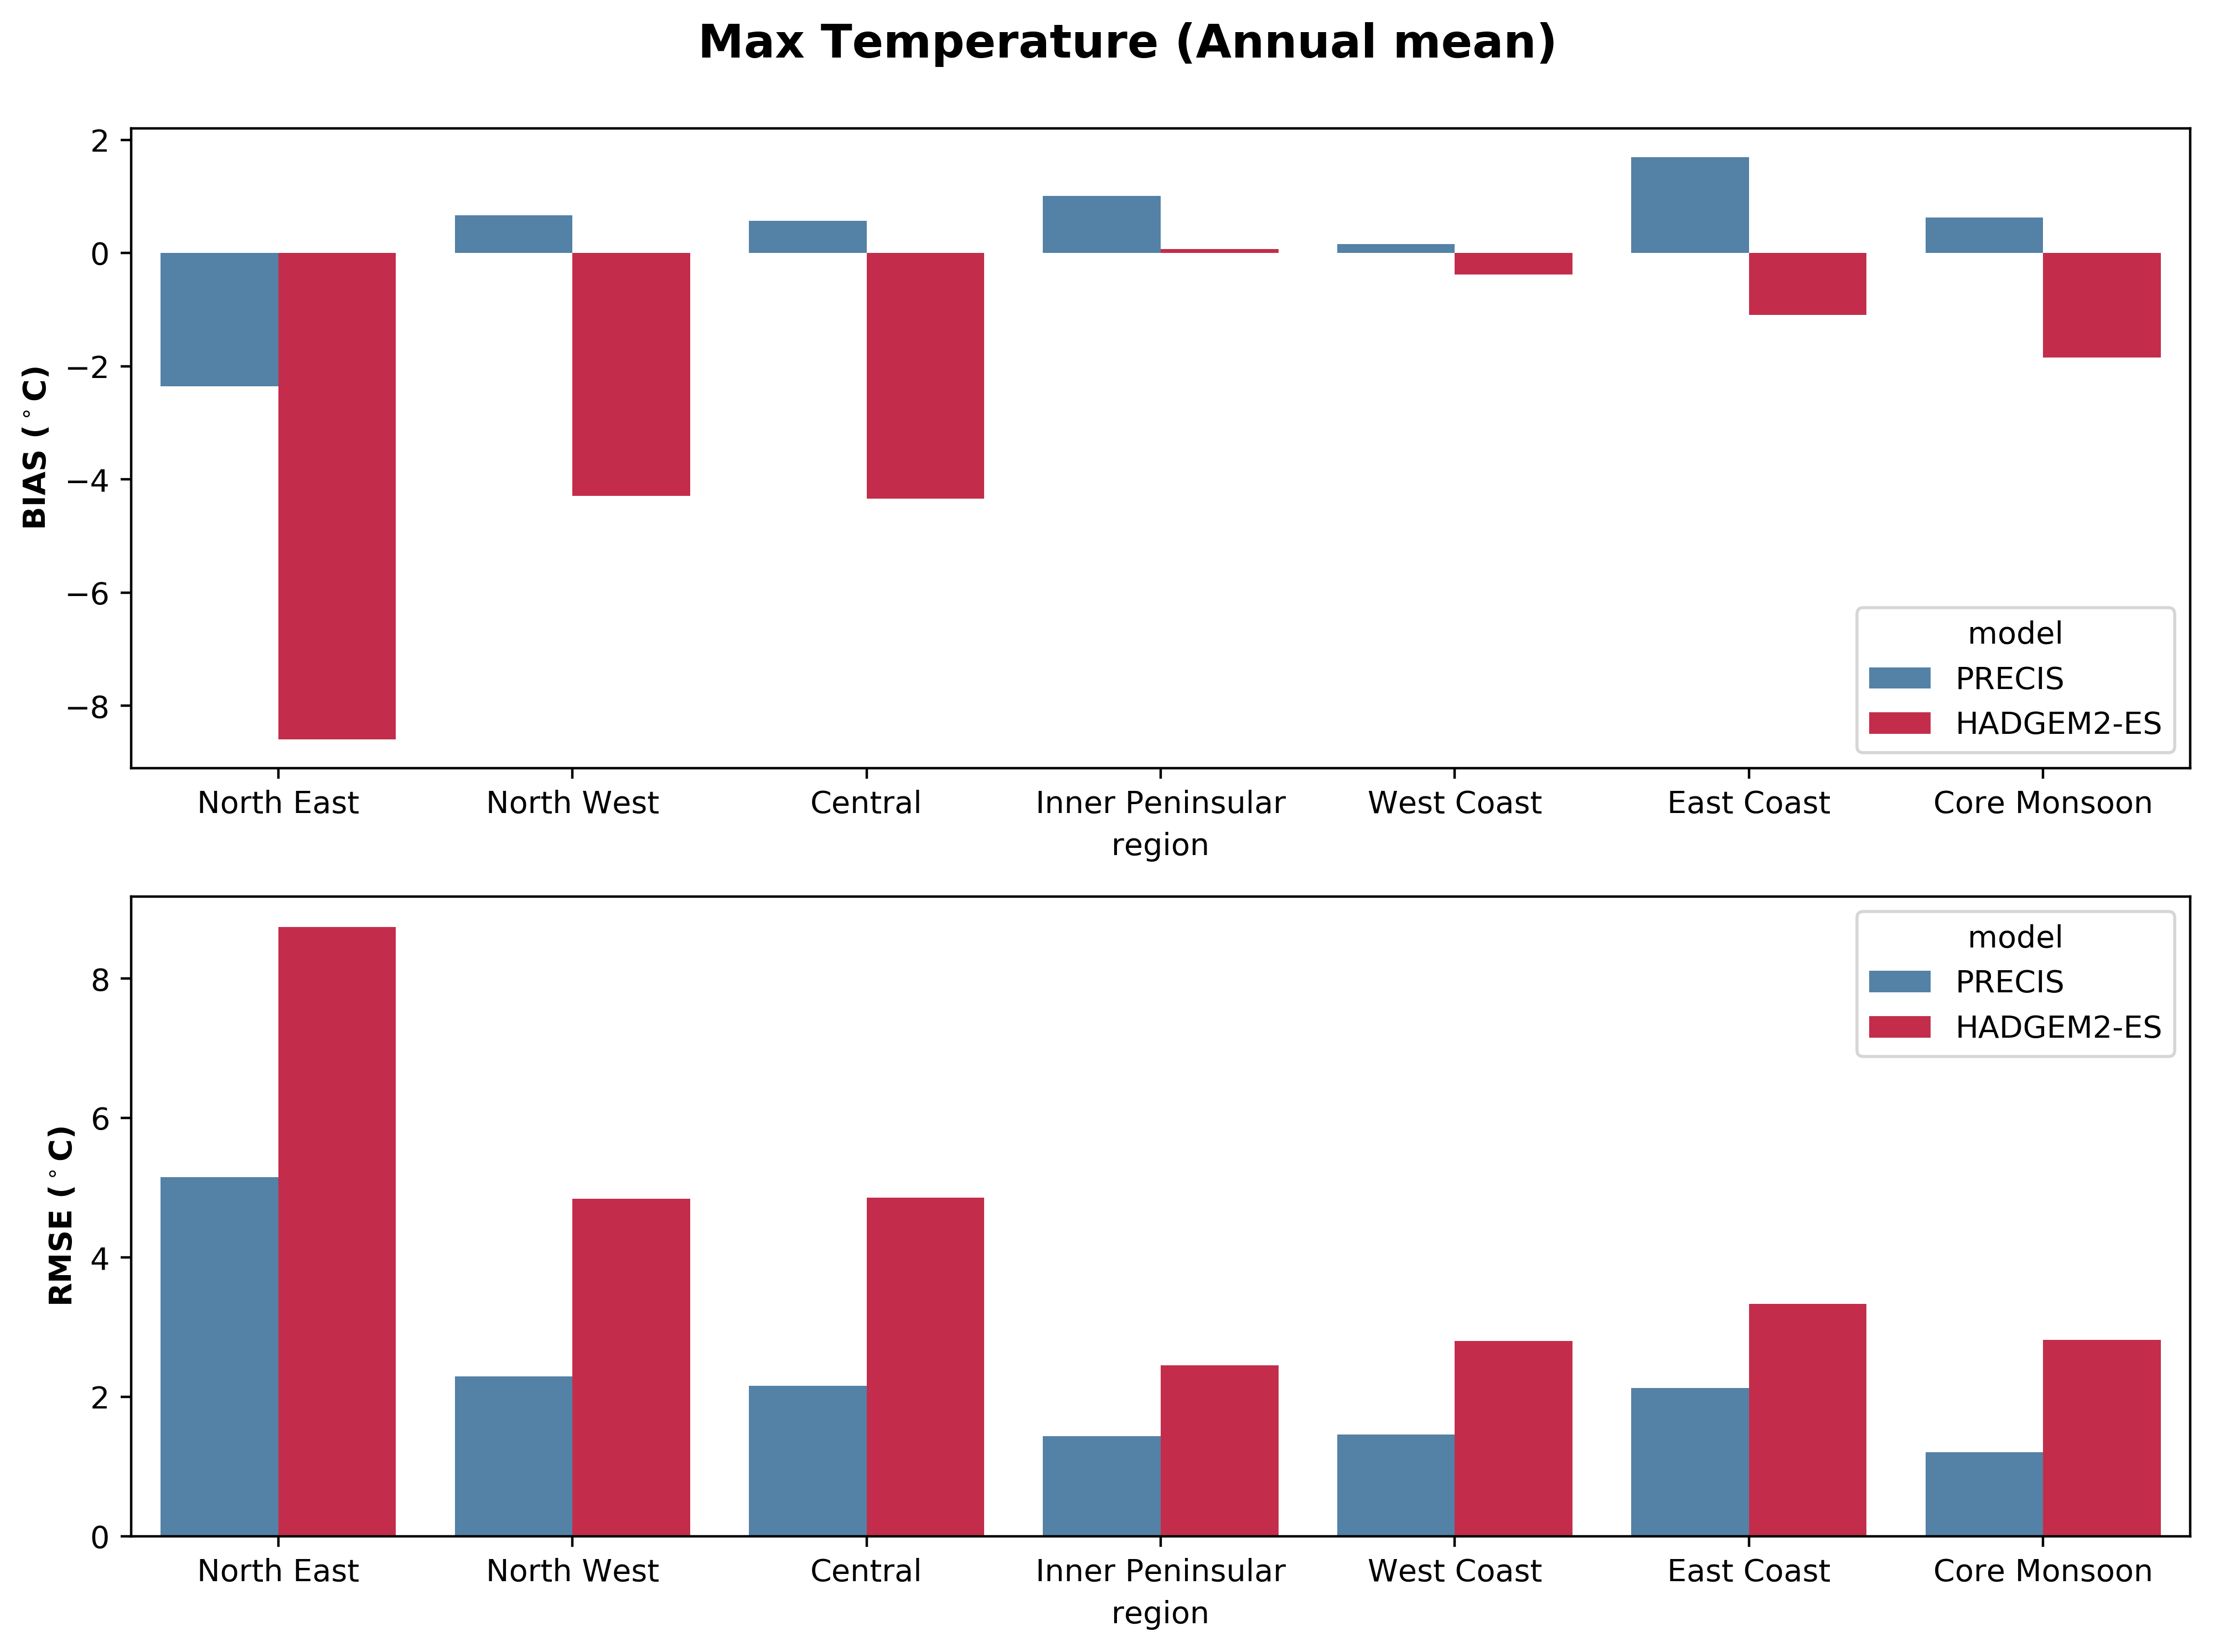 Max Temperature (Annual mean)
BIAS (°C)
2
0
−2
−4
−6
−8
model
PRECIS
HADGEM2-ES
North East North West Central Inner Peninsular West Coast East Coast Core Monsoon
region
RMSE (°C)
8
6
4
2
0
model
PRECIS
HADGEM2-ES
North East North West Central Inner Peninsular West Coast East Coast Core Monsoon
region